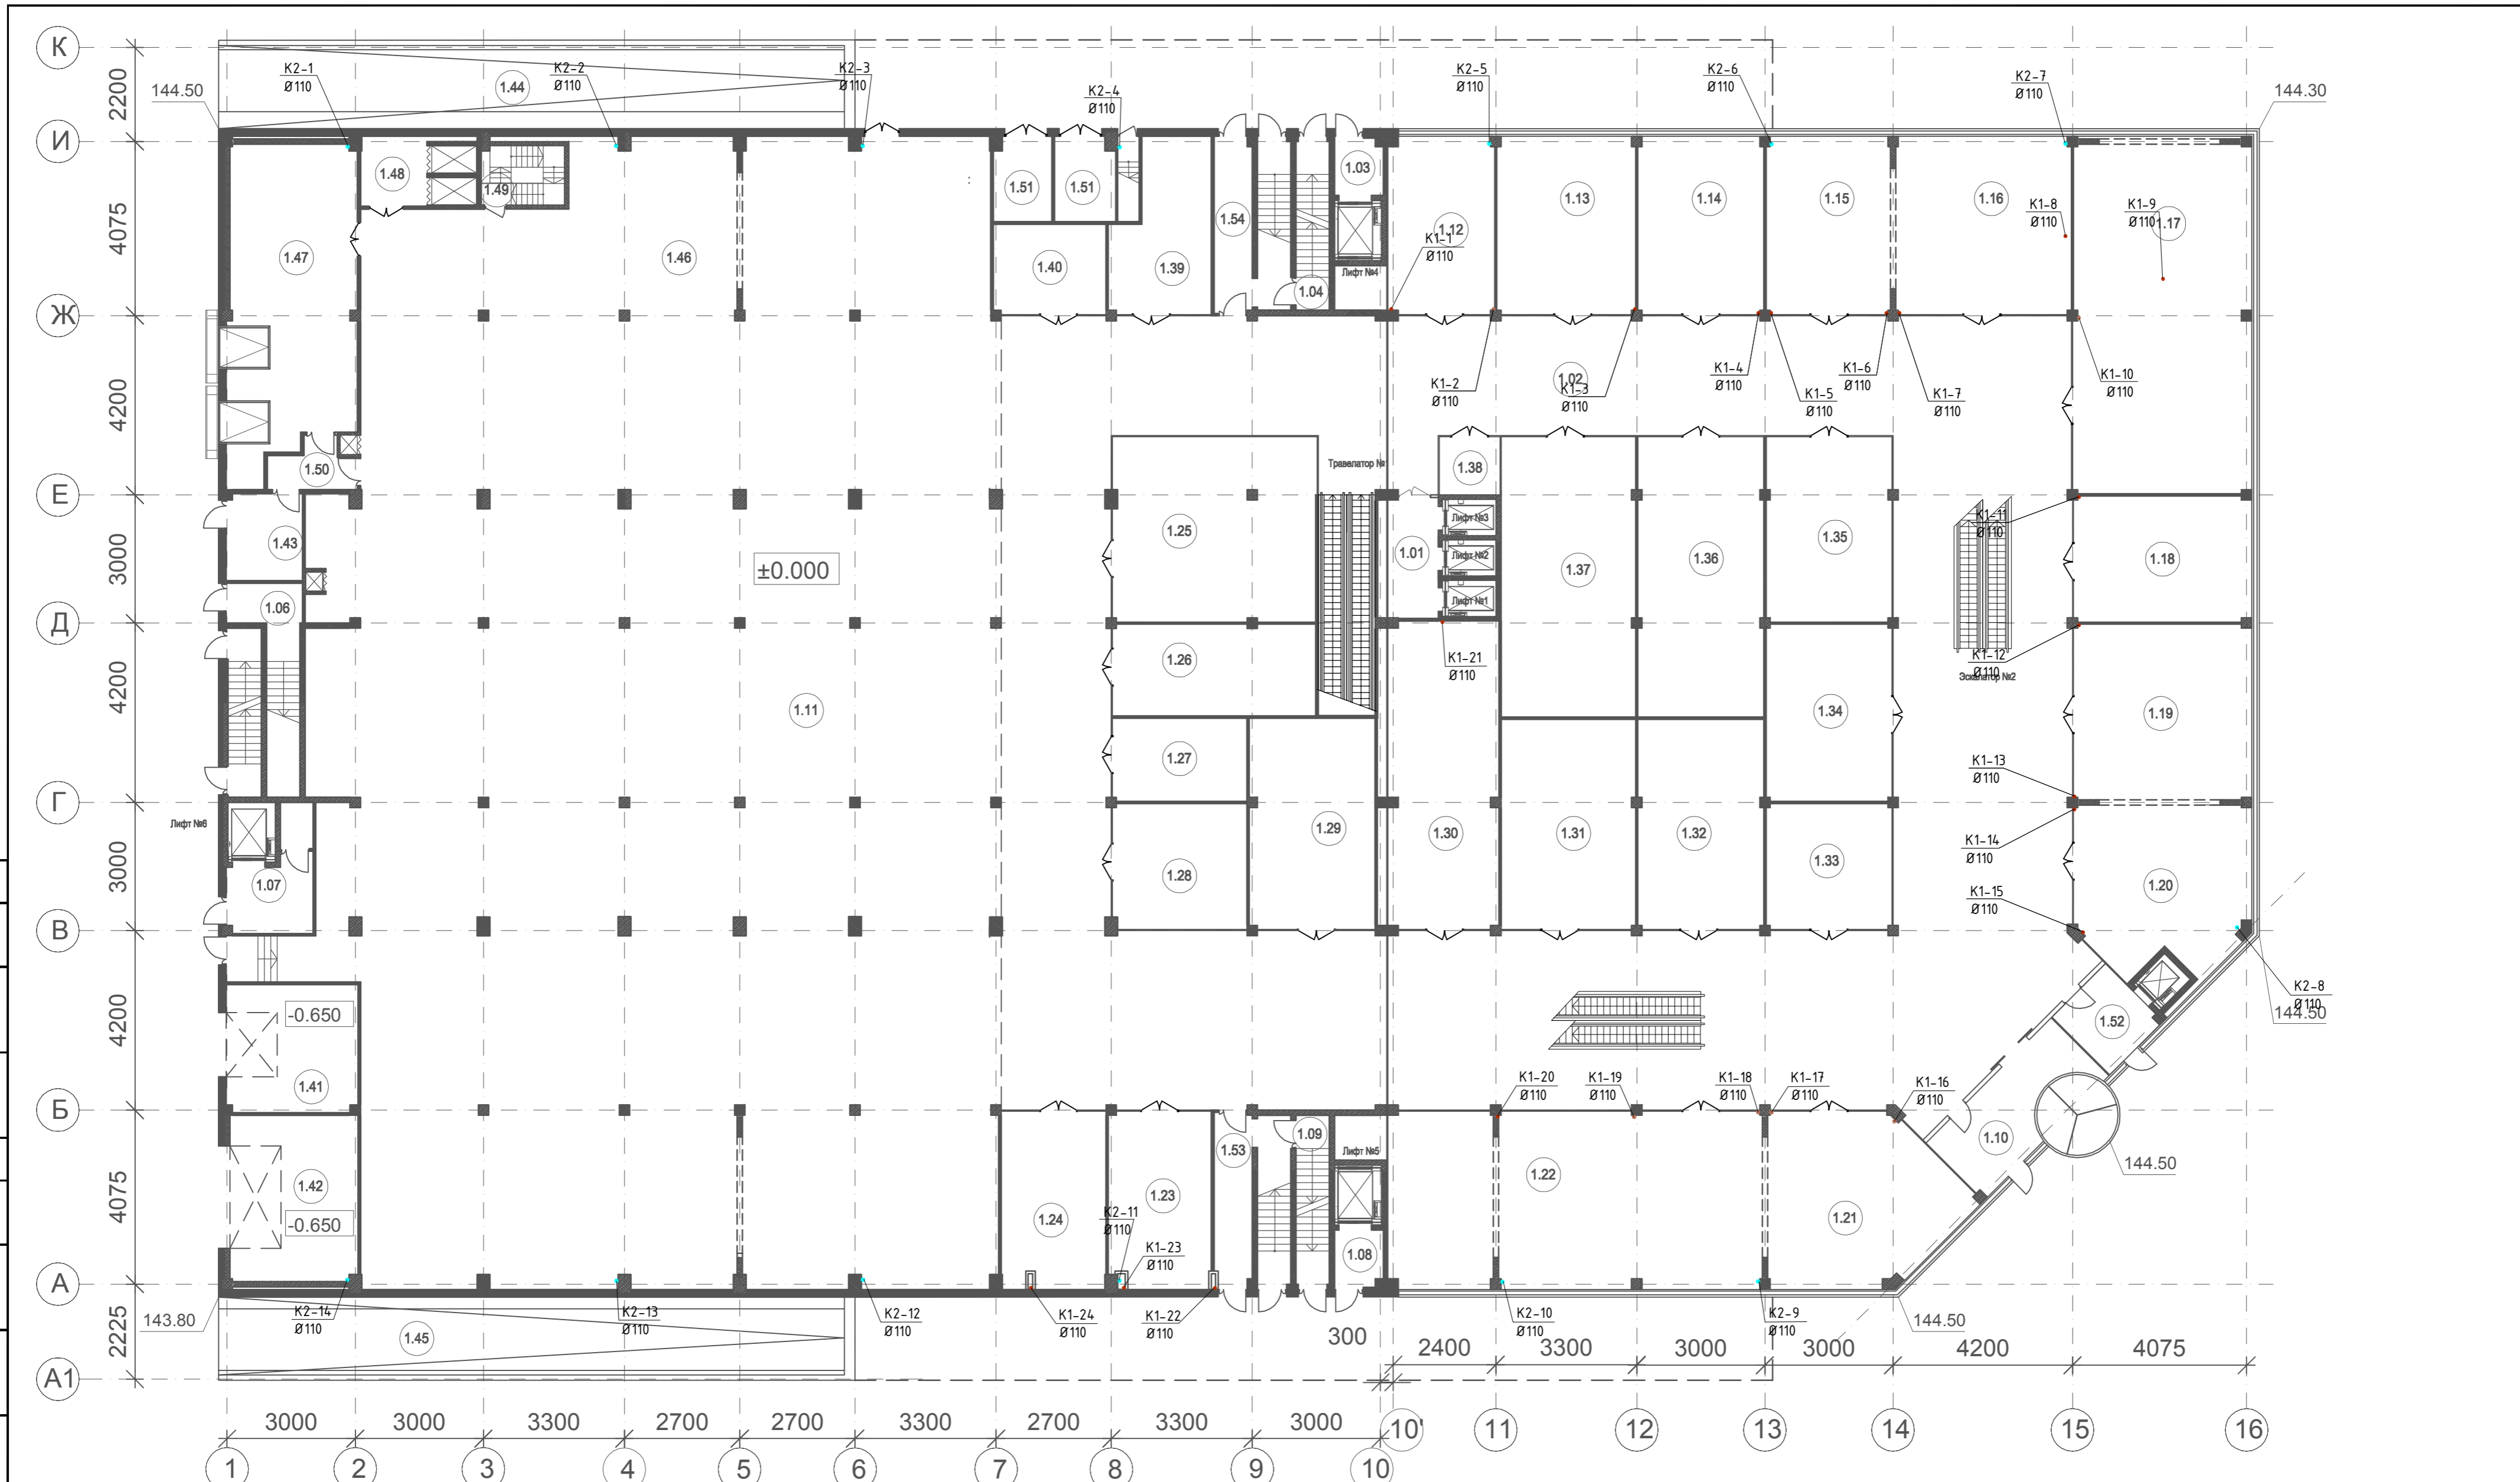 К
2200
144.50
К2-1
Ø110
1.44
К2-2
Ø110
К2-3
Ø110
К2-4
Ø110
К2-5
Ø110
К2-6
Ø110
К2-7
Ø110
144.30
И
4075
1.48
1.49
1.47
1.46
1.51
1.51
1.54
1.03
1.40
1.39
1.04
Лифт №4
1.12
К1-1
Ø110
1.13
1.14
1.15
1.16
К1-8
Ø110
К1-9
Ø110
1.17
Ж
4200
1.50
1.02
К1-2
Ø110
К1-3
Ø110
К1-4
Ø110
К1-5
Ø110
К1-6
Ø110
К1-7
Ø110
К1-10
Ø110
Травелатор №
1.38
Е
3000
1.43
1.06
±0.000
1.25
1.01
Лифт №3
Лифт №2
Лифт №1
1.37
1.36
1.35
К1-11
Ø110
1.18
Д
4200
1.11
1.26
1.27
К1-21
Ø110
1.34
К1-12
Ø110
Эскалатор №2
1.19
К1-13
Ø110
Г
3000
Лифт №6
1.07
1.28
1.29
1.30
1.31
1.32
1.33
К1-14
Ø110
1.20
К1-15
Ø110
В
4200
-0.650
1.41
1.52
К2-8
Ø110
144.50
Б
4075
1.42
-0.650
1.24
1.23
1.53
1.09
Лифт №5
1.08
К1-20
Ø110
К1-19
Ø110
К1-18
Ø110
К1-17
Ø110
К1-16
Ø110
1.10
144.50
1.22
1.21
К2-11
Ø110
К1-23
Ø110
А
2225
143.80
К2-14
Ø110
1.45
К2-13
Ø110
К2-12
Ø110
К1-24
Ø110
К1-22
Ø110
К2-10
Ø110
К2-9
Ø110
144.50
300
2400
3300
3000
3000
4200
4075
А1
3000
3000
3300
2700
2700
3300
2700
3300
3000
1
2
3
4
5
6
7
8
9
10
10'
11
12
13
14
15
16